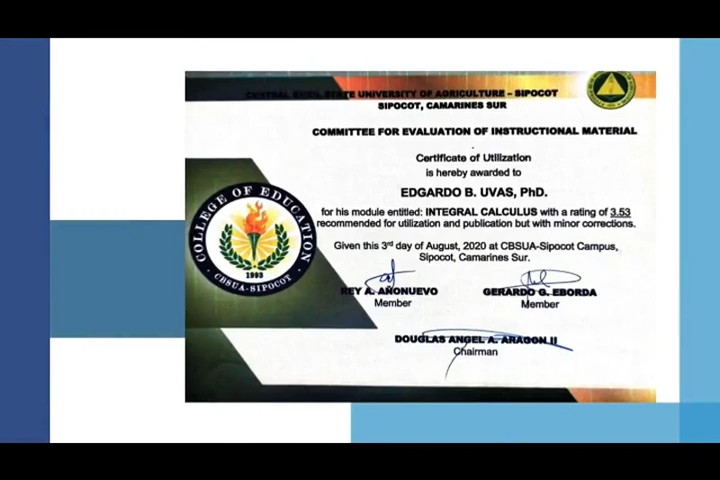 CENTRAL BICOL STATE UNIVERSITY OF AGRICULTURE – SIPOCOT
SIPOCOT, CAMARINES SUR
COMMITTEE FOR EVALUATION OF INSTRUCTIONAL MATERIAL
Certificate of Utilization
is hereby awarded to
EDGARDO B. UVAS, PhD.
for his module entitled: INTEGRAL CALCULUS with a rating of 3.53
recommended for utilization and publication but with minor corrections.
Given this 3rd day of August, 2020 at CBSUA-Sipocot Campus,
Sipocot, Camarines Sur.
REY A. AÑONUEVO
Member
GERARDO G. EBORDA
Member
DOUGLAS ANGEL A. ARAGON II
Chairman
COLLEGE OF EDUCATION
1993
CBSUA-SIPOCOT